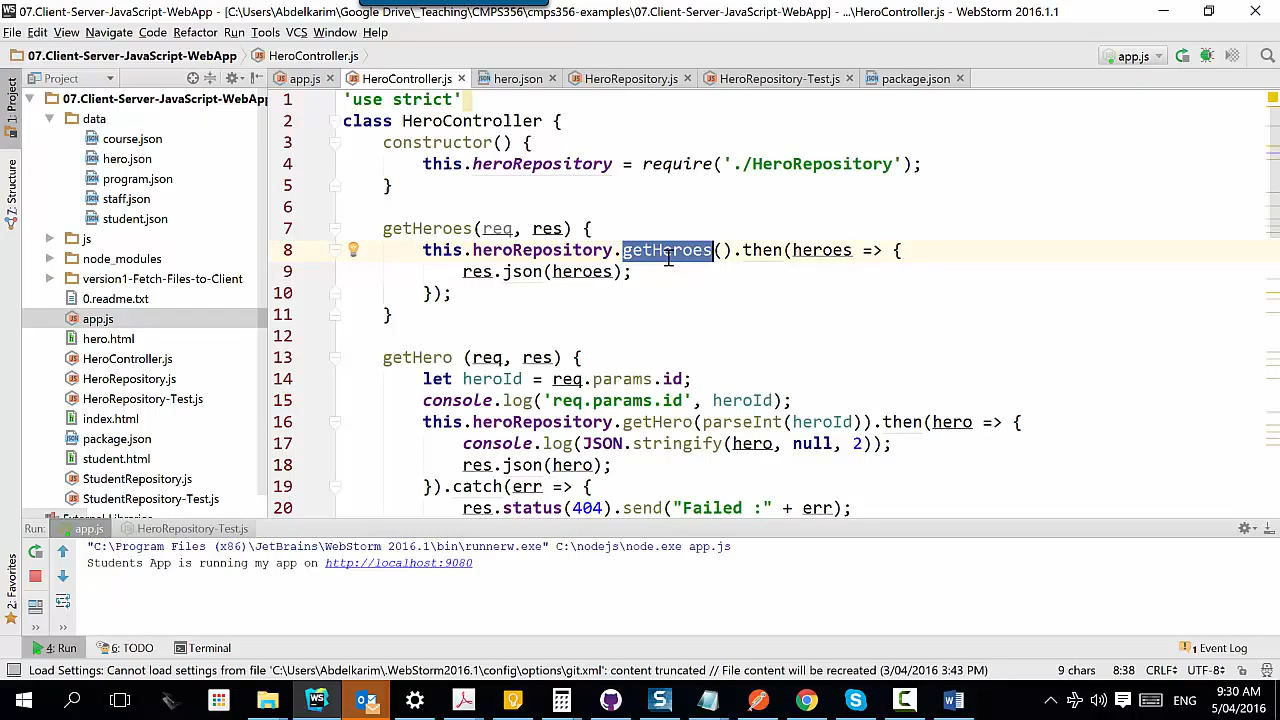 07.Client-Server-JavaScript-WebApp - [C:\Users\Abdelkarim\Google Drive\_Teaching\CMPS356\cmps356-examples\07.Client-Server-JavaScript-WebApp] - ...\HeroController.js - WebStorm 2016.1.1
File Edit View Navigate Code Refactor Run Tools VCS Window Help
07.Client-Server-JavaScript-WebApp HeroController.js app.js
Project app.js HeroController.js hero.json HeroRepository.js HeroRepository-Test.js package.json
1: Project
7: Structure
2: Favorites
07.Client-Server-JavaScript-WebApp
data
course.json
hero.json
program.json
staff.json
student.json
js
node_modules
version1-Fetch-Files-to-Client
0.readme.txt
app.js
hero.html
HeroController.js
HeroRepository.js
HeroRepository-Test.js
index.html
package.json
student.html
StudentRepository.js
StudentRepository-Test.js
External Libraries
1 'use strict'
2 class HeroController {
3 constructor() {
4 this.heroRepository = require('./HeroRepository');
5 }
6
7 getHeroes(req, res) {
8 this.heroRepository.getHeroes().then(heroes => {
9 res.json(heroes);
10 });
11 }
12
13 getHero (req, res) {
14 let heroId = req.params.id;
15 console.log('req.params.id', heroId);
16 this.heroRepository.getHero(parseInt(heroId)).then(hero => {
17 console.log(JSON.stringify(hero, null, 2));
18 res.json(hero);
19 }).catch(err => {
20 res.status(404).send("Failed :" + err);
Run: app.js HeroRepository-Test.js
"C:\Program Files (x86)\JetBrains\WebStorm 2016.1\bin\runnerw.exe" C:\nodejs\node.exe app.js
Students App is running my app on http://localhost:9080
4: Run 6: TODO Terminal 1 Event Log
Load Settings: Cannot load settings from file 'C:\Users\Abdelkarim\.WebStorm2016.1\config\options\git.xml': content truncated // File content will be recreated (3/04/2016 3:43 PM) 9 chars 8:38 CRLF UTF-8
ENG
9:30 AM
5/04/2016